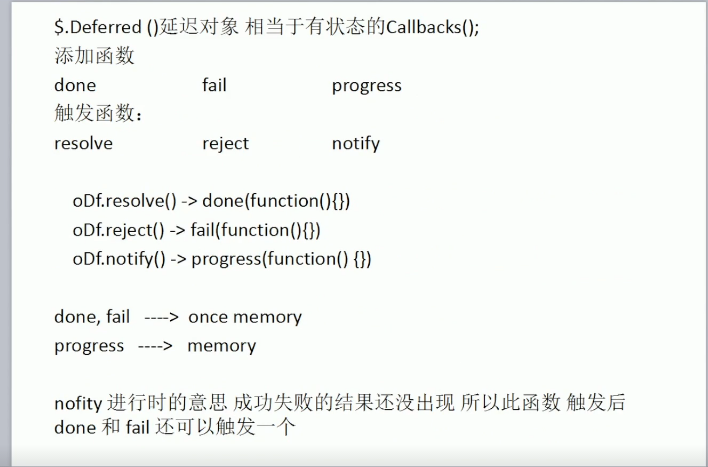 $.Deferred ()延迟对象 相当于有状态的Callbacks();
添加函数
done fail progress
触发函数：
resolve reject notify
oDf.resolve() -> done(function(){})
oDf.reject() -> fail(function(){})
oDf.notify() -> progress(function() {})
done, fail ----> once memory
progress ----> memory
nofity 进行时的意思 成功失败的结果还没出现 所以此函数 触发后
done 和 fail 还可以触发一个